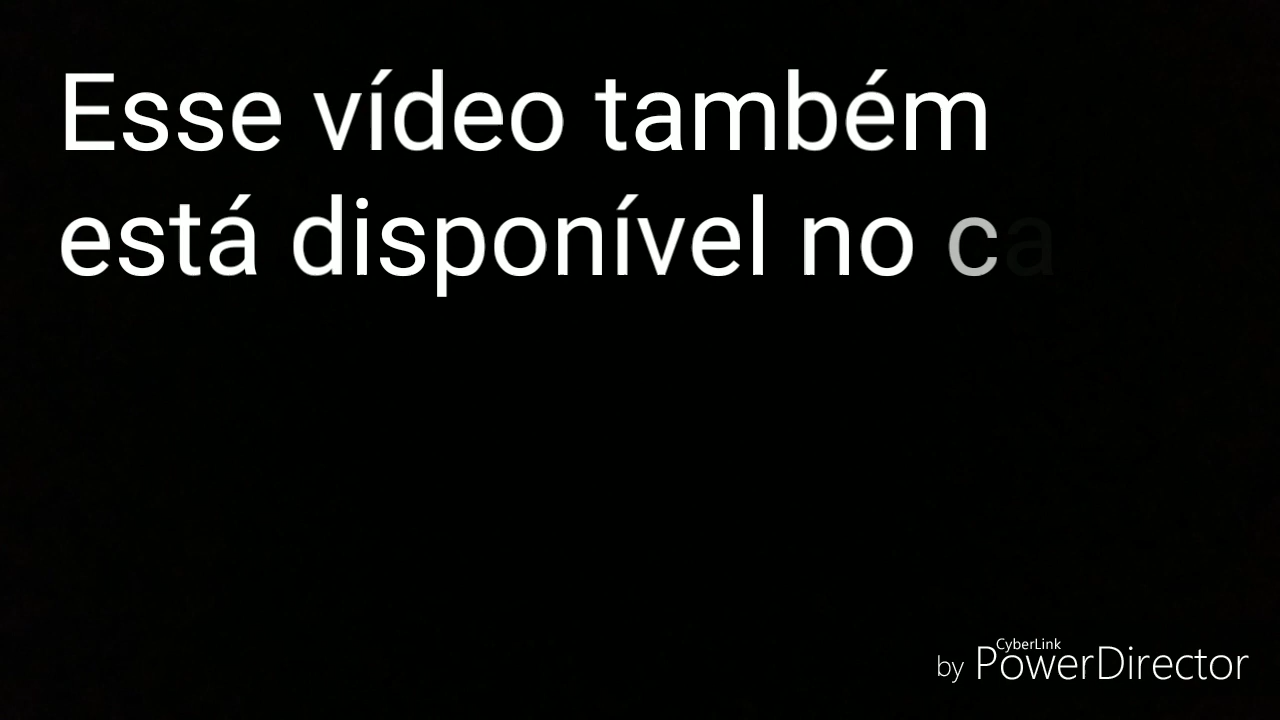 Esse vídeo também
está disponível no ca
by CyberLink PowerDirector